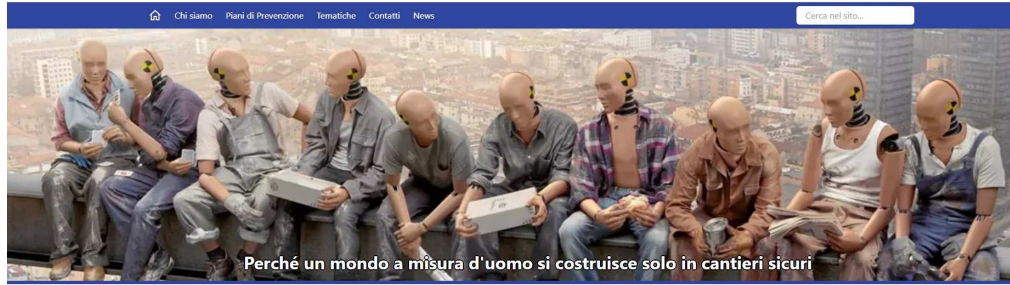 Chi siamo Piani di Prevenzione Tematiche Contatti News Cerca nel sito...
Perché un mondo a misura d'uomo si costruisce solo in cantieri sicuri